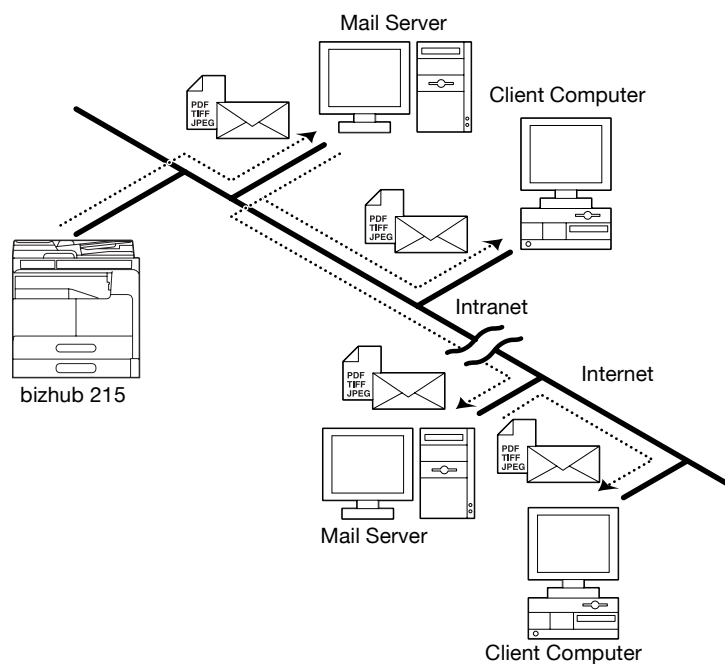 Mail Server
PDF
TIFF
JPEG
Client Computer
PDF
TIFF
JPEG
Intranet
bizhub 215
Internet
PDF
TIFF
JPEG
PDF
TIFF
JPEG
Mail Server
Client Computer